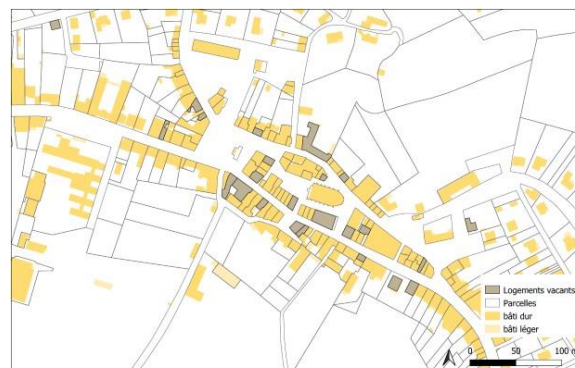 Logements vacants
Parcelles
bâti dur
bâti léger
0 50 100 m